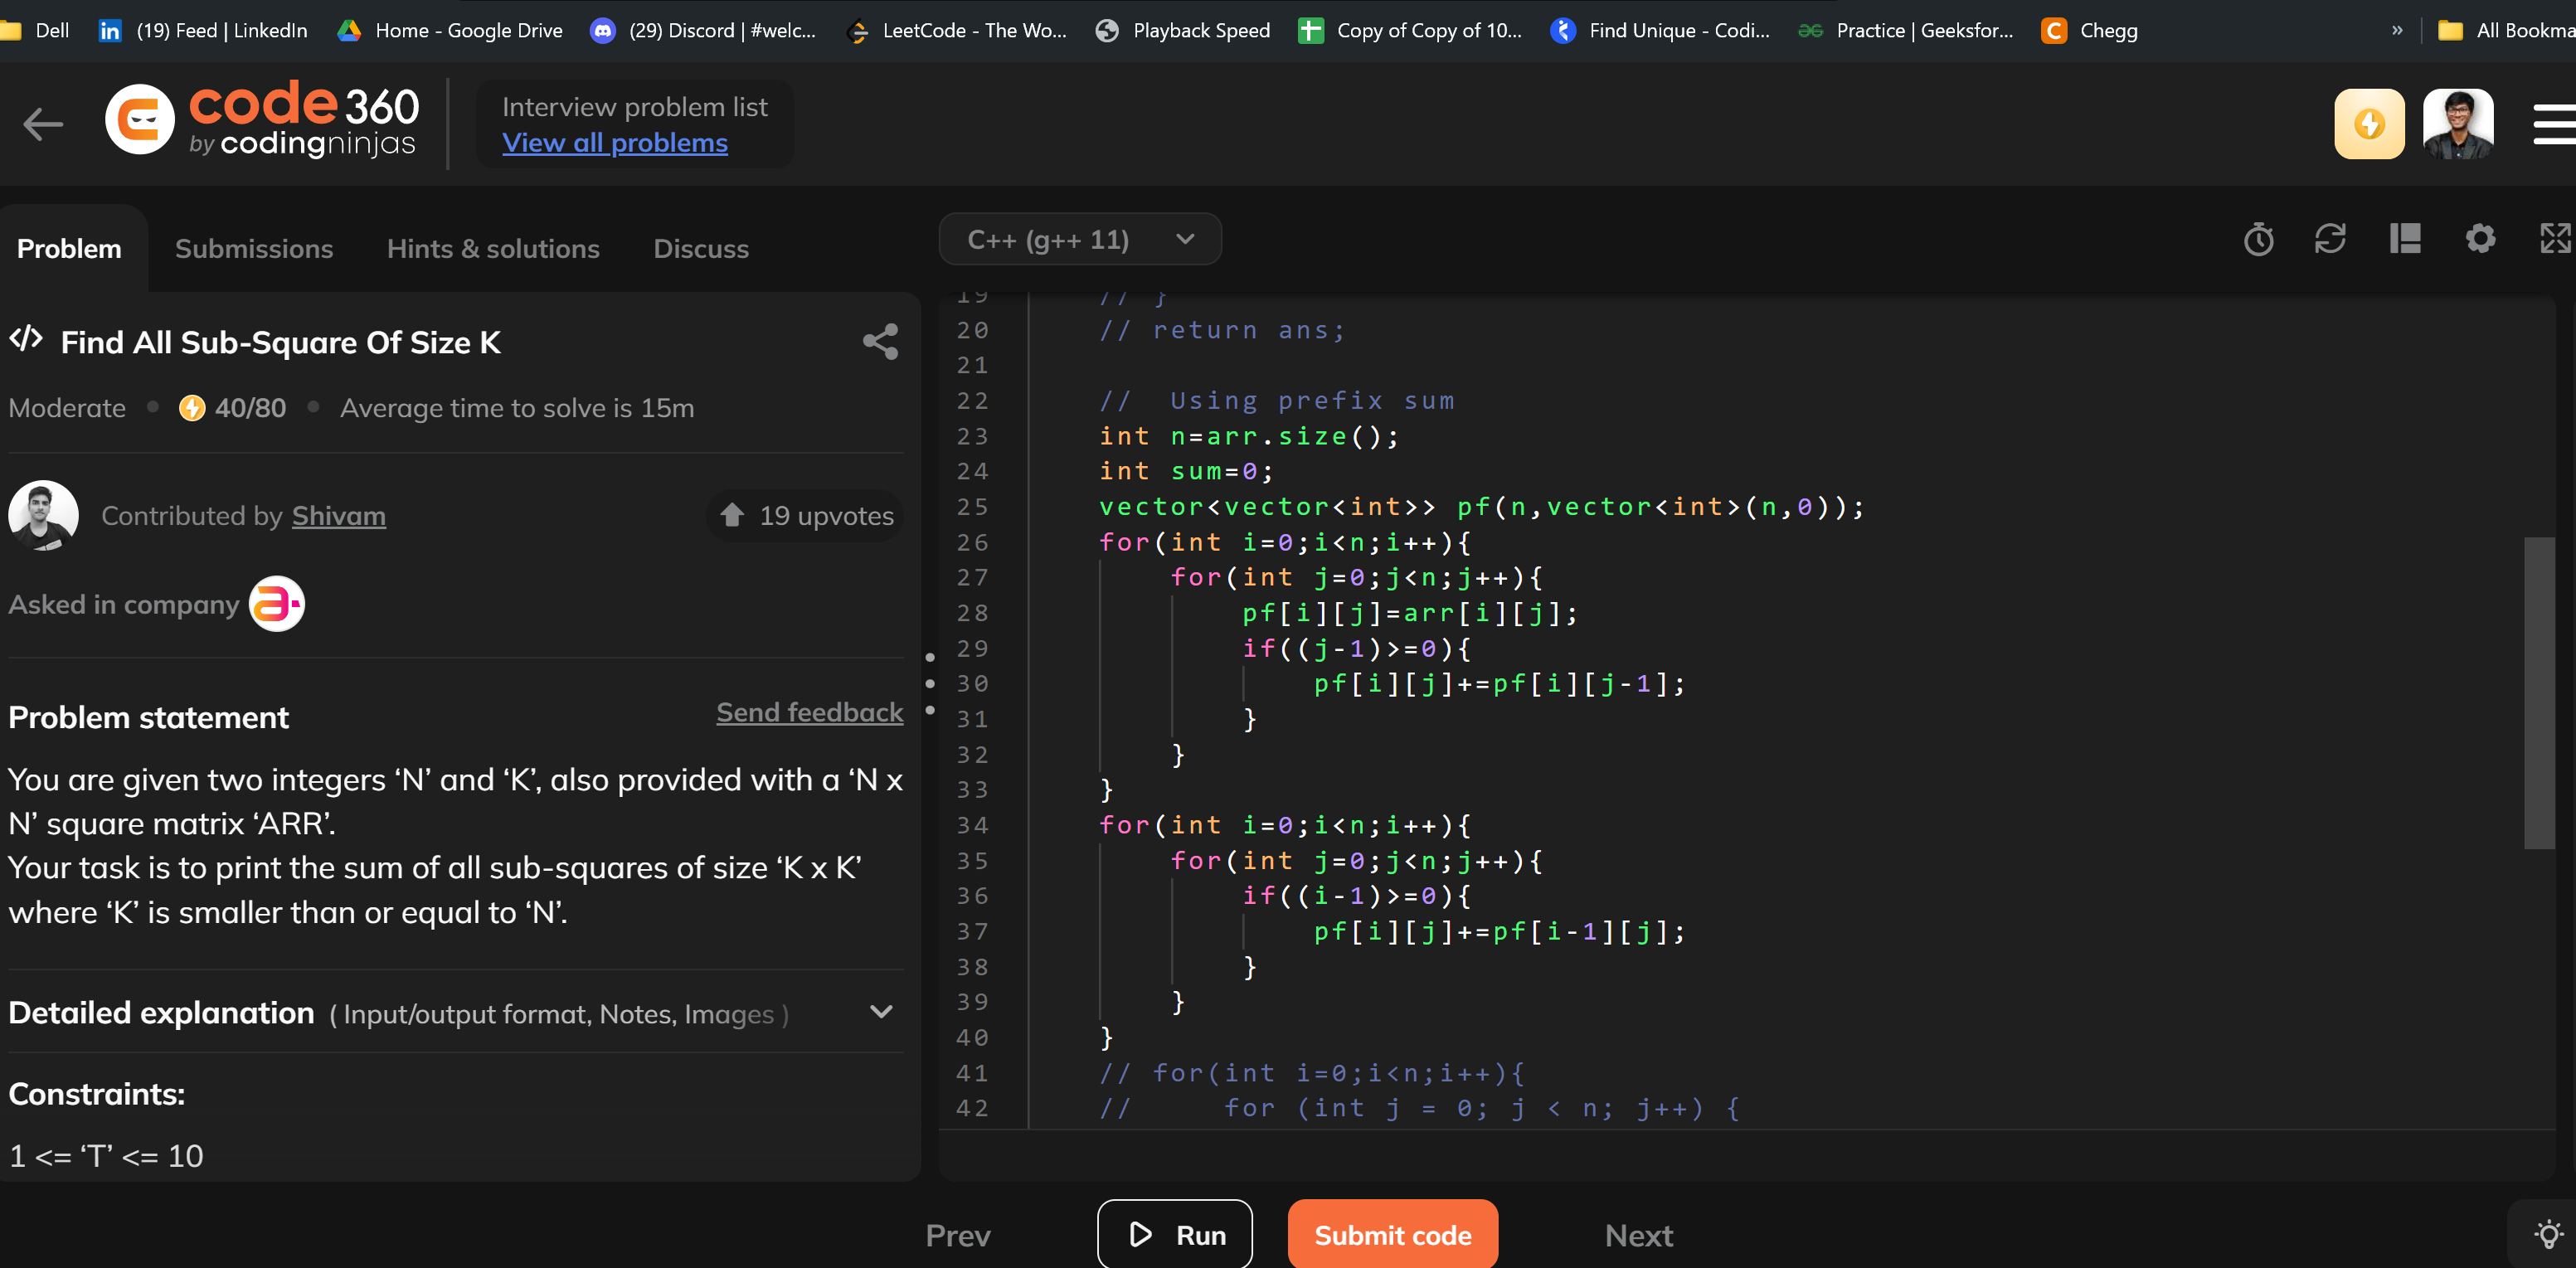 Dell
(19) Feed | LinkedIn
Home - Google Drive
(29) Discord | #welc...
LeetCode - The Wo...
Playback Speed
Copy of Copy of 10...
Find Unique - Codi...
Practice | Geeksfor...
Chegg
»
All Bookma
code 360
by codingninjas
Interview problem list
View all problems
Problem
Submissions
Hints & solutions
Discuss
C++ (g++ 11)
</> Find All Sub-Square Of Size K
Moderate • 40/80 • Average time to solve is 15m
Contributed by Shivam
19 upvotes
Asked in company
Problem statement
Send feedback
You are given two integers ‘N’ and ‘K’, also provided with a ‘N x
N’ square matrix ‘ARR’.
Your task is to print the sum of all sub-squares of size ‘K x K’
where ‘K’ is smaller than or equal to ‘N’.
Detailed explanation ( Input/output format, Notes, Images )
Constraints:
1 <= ‘T’ <= 10
19 // }
20 // return ans;
21
22 //  Using prefix sum
23 int n=arr.size();
24 int sum=0;
25 vector<vector<int>> pf(n,vector<int>(n,0));
26 for(int i=0;i<n;i++){
27     for(int j=0;j<n;j++){
28         pf[i][j]=arr[i][j];
29         if((j-1)>=0){
30             pf[i][j]+=pf[i][j-1];
31         }
32     }
33 }
34 for(int i=0;i<n;i++){
35     for(int j=0;j<n;j++){
36         if((i-1)>=0){
37             pf[i][j]+=pf[i-1][j];
38         }
39     }
40 }
41 // for(int i=0;i<n;i++){
42 //     for (int j = 0; j < n; j++) {
Prev
Run
Submit code
Next